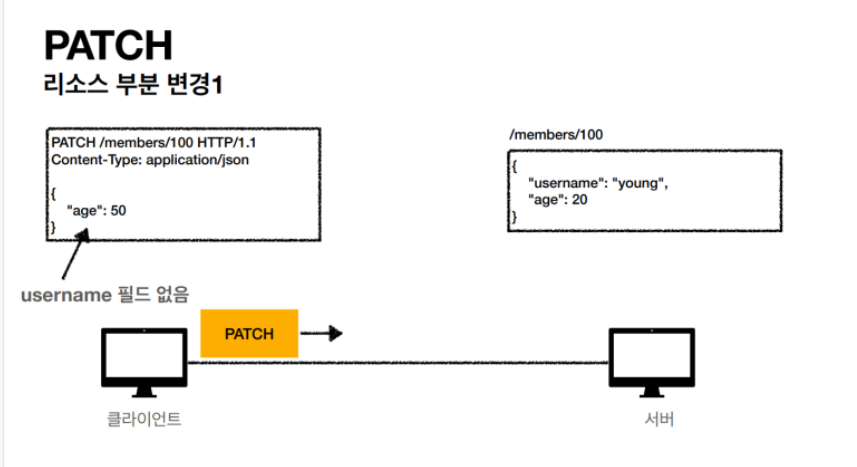 PATCH
리소스 부분 변경1
PATCH /members/100 HTTP/1.1
Content-Type: application/json
{
"age": 50
}
username 필드 없음
/members/100
{
"username": "young",
"age": 20
}
PATCH
클라이언트
서버